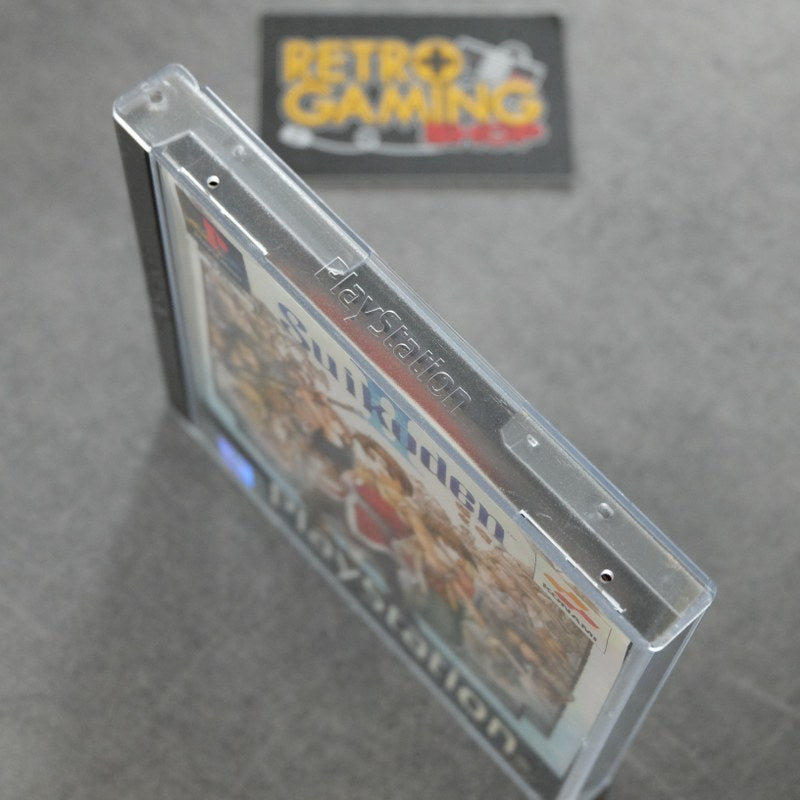 RETRO
GAMING
SHOP
PlayStation
Suikoden
KONAMI
PlayStation